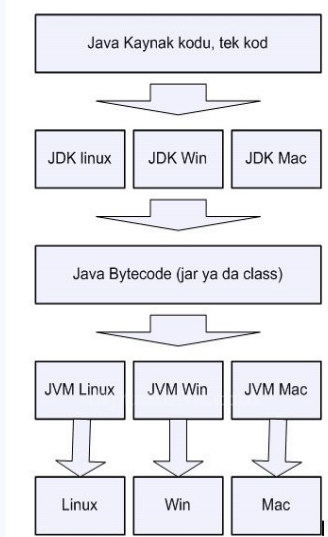 Java Kaynak kodu, tek kod
JDK linux JDK Win JDK Mac
Java Bytecode (jar ya da class)
JVM Linux JVM Win JVM Mac
Linux Win Mac